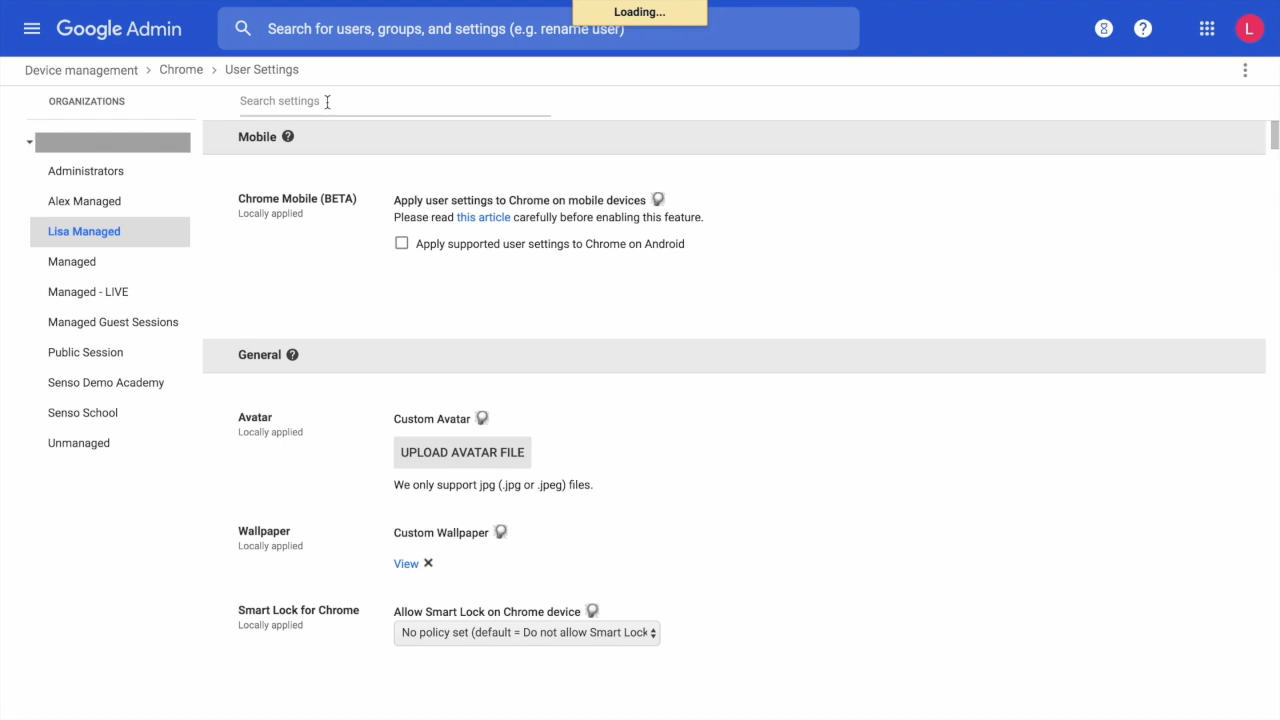 Loading...
Google Admin
Search for users, groups, and settings (e.g. rename user)
8
?
L
Device management > Chrome > User Settings
ORGANIZATIONS
Administrators
Alex Managed
Lisa Managed
Managed
Managed - LIVE
Managed Guest Sessions
Public Session
Senso Demo Academy
Senso School
Unmanaged
Search settings
Mobile ?
Chrome Mobile (BETA)
Locally applied
Apply user settings to Chrome on mobile devices
Please read this article carefully before enabling this feature.
Apply supported user settings to Chrome on Android
General ?
Avatar
Locally applied
Custom Avatar
UPLOAD AVATAR FILE
We only support jpg (.jpg or .jpeg) files.
Wallpaper
Locally applied
Custom Wallpaper
View ×
Smart Lock for Chrome
Locally applied
Allow Smart Lock on Chrome device
No policy set (default = Do not allow Smart Lock